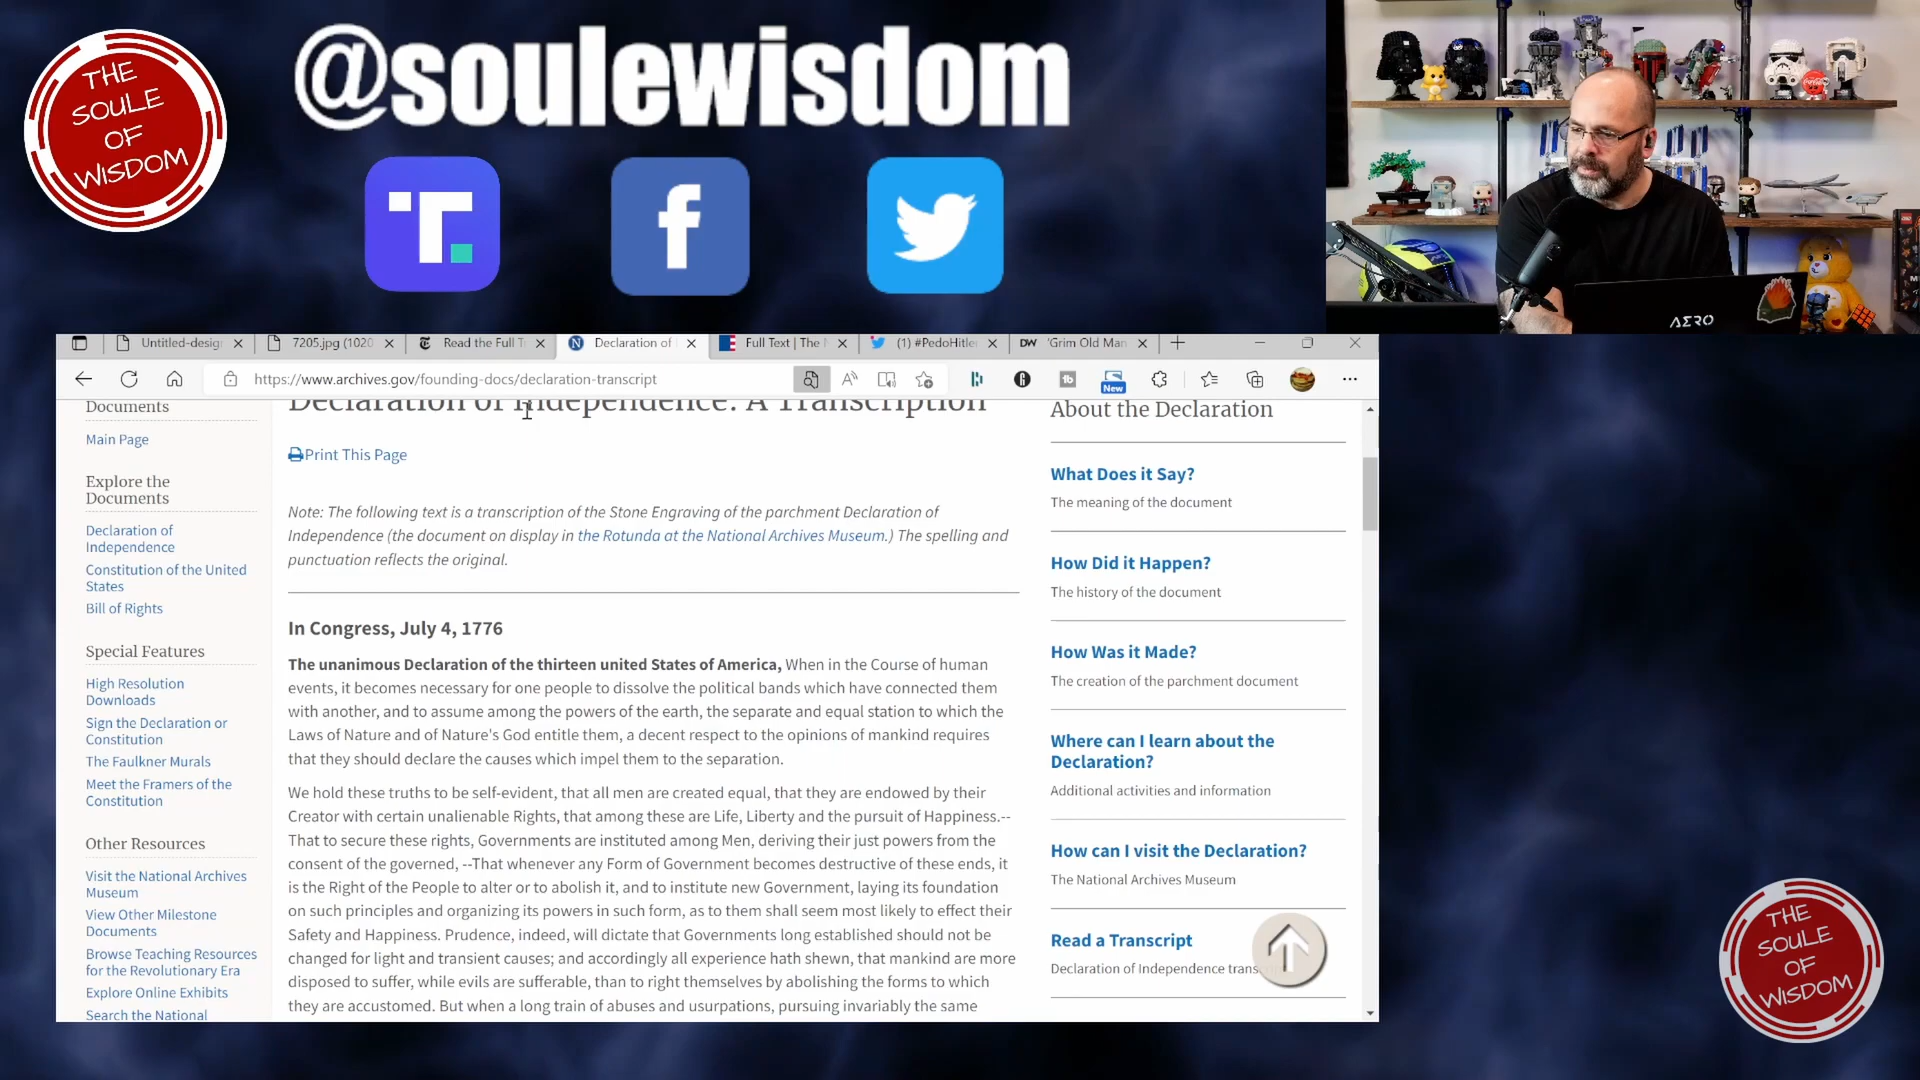 THE
SOULE
OF
WISDOM
@soulewisdom
T.
f
AERO
Untitled-desig
7205.jpg (1020
Read the Full T
Declaration of
Full Text | The
(1) #PedoHitle
DW 'Grim Old Man
https://www.archives.gov/founding-docs/declaration-transcript
New
Documents
Main Page
Explore the
Documents
Declaration of
Independence
Constitution of the United
States
Bill of Rights
Special Features
High Resolution
Downloads
Sign the Declaration or
Constitution
The Faulkner Murals
Meet the Framers of the
Constitution
Other Resources
Visit the National Archives
Museum
View Other Milestone
Documents
Browse Teaching Resources
for the Revolutionary Era
Explore Online Exhibits
Search the National
Declaration of Independence: A Transcription
Print This Page
Note: The following text is a transcription of the Stone Engraving of the parchment Declaration of
Independence (the document on display in the Rotunda at the National Archives Museum.) The spelling and
punctuation reflects the original.
In Congress, July 4, 1776
The unanimous Declaration of the thirteen united States of America, When in the Course of human
events, it becomes necessary for one people to dissolve the political bands which have connected them
with another, and to assume among the powers of the earth, the separate and equal station to which the
Laws of Nature and of Nature's God entitle them, a decent respect to the opinions of mankind requires
that they should declare the causes which impel them to the separation.
We hold these truths to be self-evident, that all men are created equal, that they are endowed by their
Creator with certain unalienable Rights, that among these are Life, Liberty and the pursuit of Happiness.--
That to secure these rights, Governments are instituted among Men, deriving their just powers from the
consent of the governed, --That whenever any Form of Government becomes destructive of these ends, it
is the Right of the People to alter or to abolish it, and to institute new Government, laying its foundation
on such principles and organizing its powers in such form, as to them shall seem most likely to effect their
Safety and Happiness. Prudence, indeed, will dictate that Governments long established should not be
changed for light and transient causes; and accordingly all experience hath shewn, that mankind are more
disposed to suffer, while evils are sufferable, than to right themselves by abolishing the forms to which
they are accustomed. But when a long train of abuses and usurpations, pursuing invariably the same
About the Declaration
What Does it Say?
The meaning of the document
How Did it Happen?
The history of the document
How Was it Made?
The creation of the parchment document
Where can I learn about the
Declaration?
Additional activities and information
How can I visit the Declaration?
The National Archives Museum
Read a Transcript
Declaration of Independence trans
THE
SOULE
OF
WISDOM